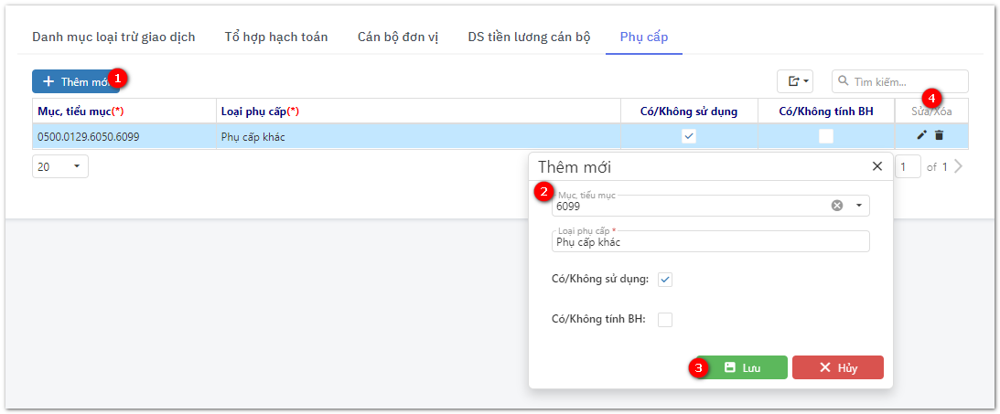 Danh mục loại trừ giao dịch Tổ hợp hạch toán Cán bộ đơn vị DS tiền lương cán bộ Phụ cấp
Thêm mới 1 Tìm kiếm...
4
Mục, tiểu mục(*) Loại phụ cấp(*) Có/Không sử dụng Có/Không tính BH Sửa/Xóa
0500.0129.6050.6099 Phụ cấp khác
20 1 of 1
Thêm mới
2 Mục, tiểu mục
6099
Loại phụ cấp *
Phụ cấp khác
Có/Không sử dụng:
Có/Không tính BH:
3 Lưu Hủy